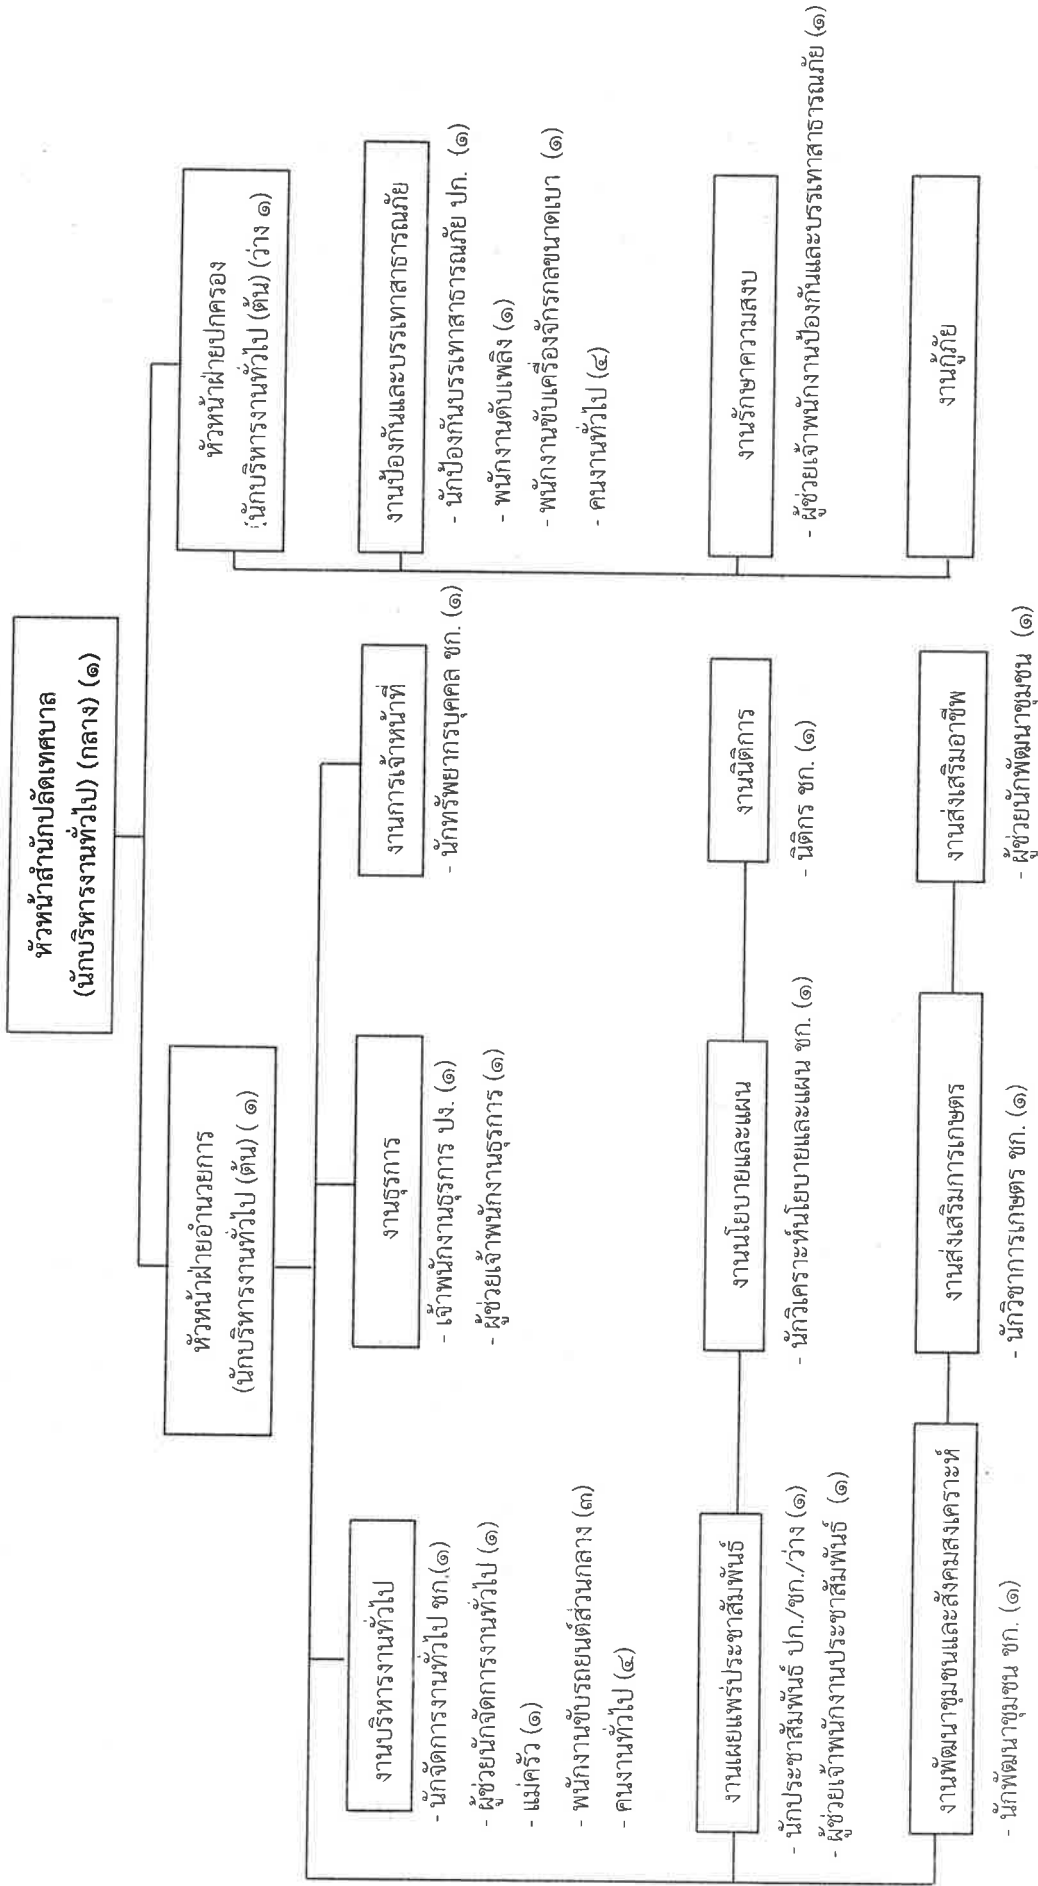 หัวหน้าสำนักปลัดเทศบาล
(นักบริหารงานทั่วไป) (กลาง) (๑)
หัวหน้าฝ่ายอำนวยการ
(นักบริหารงานทั่วไป (ต้น) ( ๑)
หัวหน้าฝ่ายปกครอง
(นักบริหารงานทั่วไป (ต้น) (ว่าง ๑)
งานบริหารงานทั่วไป
- นักจัดการงานทั่วไป ชก.(๑)
- ผู้ช่วยนักจัดการงานทั่วไป (๑)
- แม่ครัว (๑)
- พนักงานขับรถยนต์ส่วนกลาง (๓)
- คนงานทั่วไป (๔)
งานธุรการ
- เจ้าพนักงานธุรการ ปง. (๑)
- ผู้ช่วยเจ้าพนักงานธุรการ (๑)
งานการเจ้าหน้าที่
- นักทรัพยากรบุคคล ชก. (๑)
งานป้องกันและบรรเทาสาธารณภัย
- นักป้องกันบรรเทาสาธารณภัย ปก. (๑)
- พนักงานดับเพลิง (๑)
- พนักงานขับเครื่องจักรกลขนาดเบา (๑)
- คนงานทั่วไป (๔)
งานเผยแพร่ประชาสัมพันธ์
- นักประชาสัมพันธ์ ปก./ชก./ว่าง (๑)
- ผู้ช่วยเจ้าพนักงานประชาสัมพันธ์ (๑)
งานนโยบายและแผน
- นักวิเคราะห์นโยบายและแผน ชก. (๑)
งานนิติการ
- นิติกร ชก. (๑)
งานรักษาความสงบ
- ผู้ช่วยเจ้าพนักงานป้องกันและบรรเทาสาธารณภัย (๑)
งานพัฒนาชุมชนและสังคมสงเคราะห์
- นักพัฒนาชุมชน ชก. (๑)
งานส่งเสริมการเกษตร
- นักวิชาการเกษตร ชก. (๑)
งานส่งเสริมอาชีพ
- ผู้ช่วยนักพัฒนาชุมชน (๑)
งานกู้ภัย